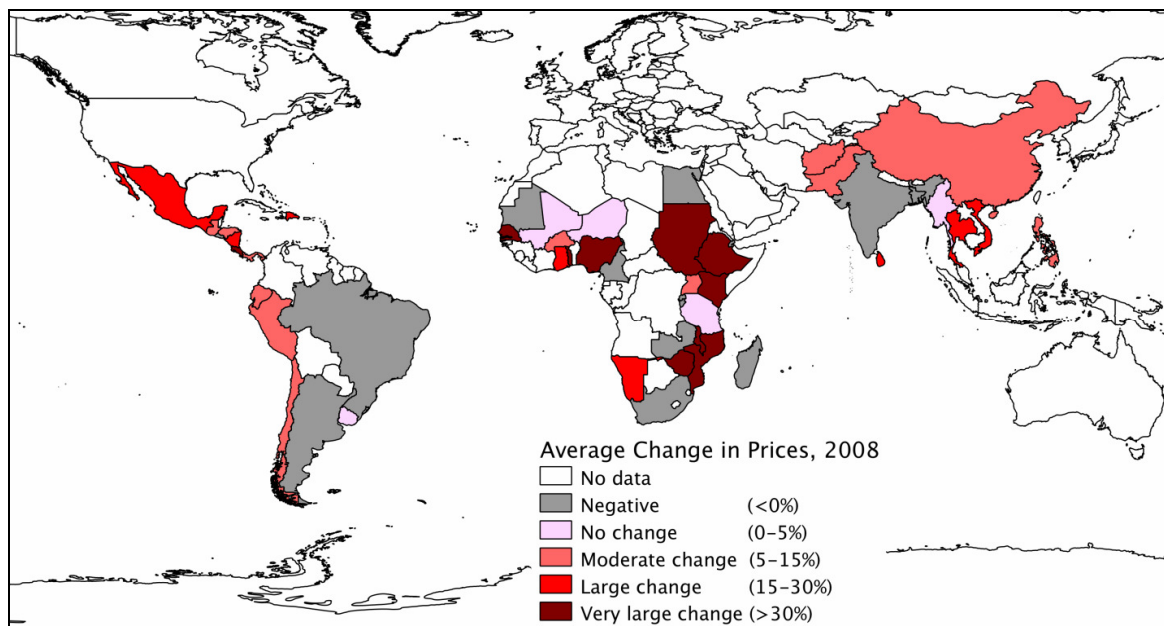 Average Change in Prices, 2008
No data
Negative (<0%)
No change (0–5%)
Moderate change (5–15%)
Large change (15–30%)
Very large change (>30%)